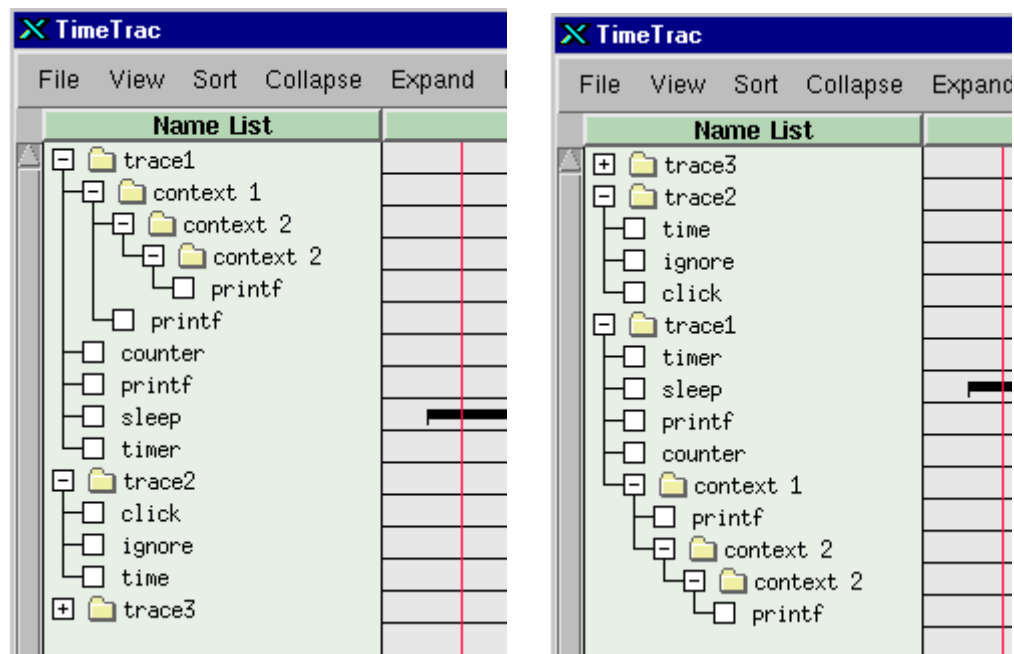 TimeTrac
File View Sort Collapse Expand
Name List
trace1
context 1
context 2
context 2
printf
printf
counter
printf
sleep
timer
trace2
click
ignore
time
trace3
TimeTrac
File View Sort Collapse Expand
Name List
trace3
trace2
time
ignore
click
trace1
timer
sleep
printf
counter
context 1
printf
context 2
context 2
printf